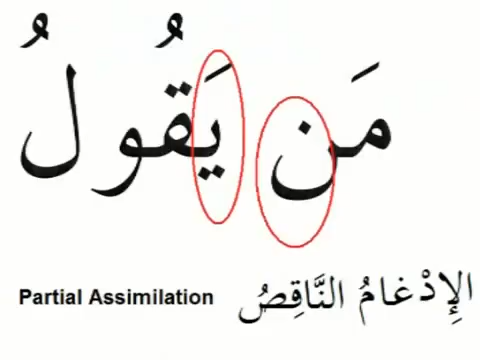 مَن يَقُولُ
الإِدْغامُ النَّاقِصُ
Partial Assimilation